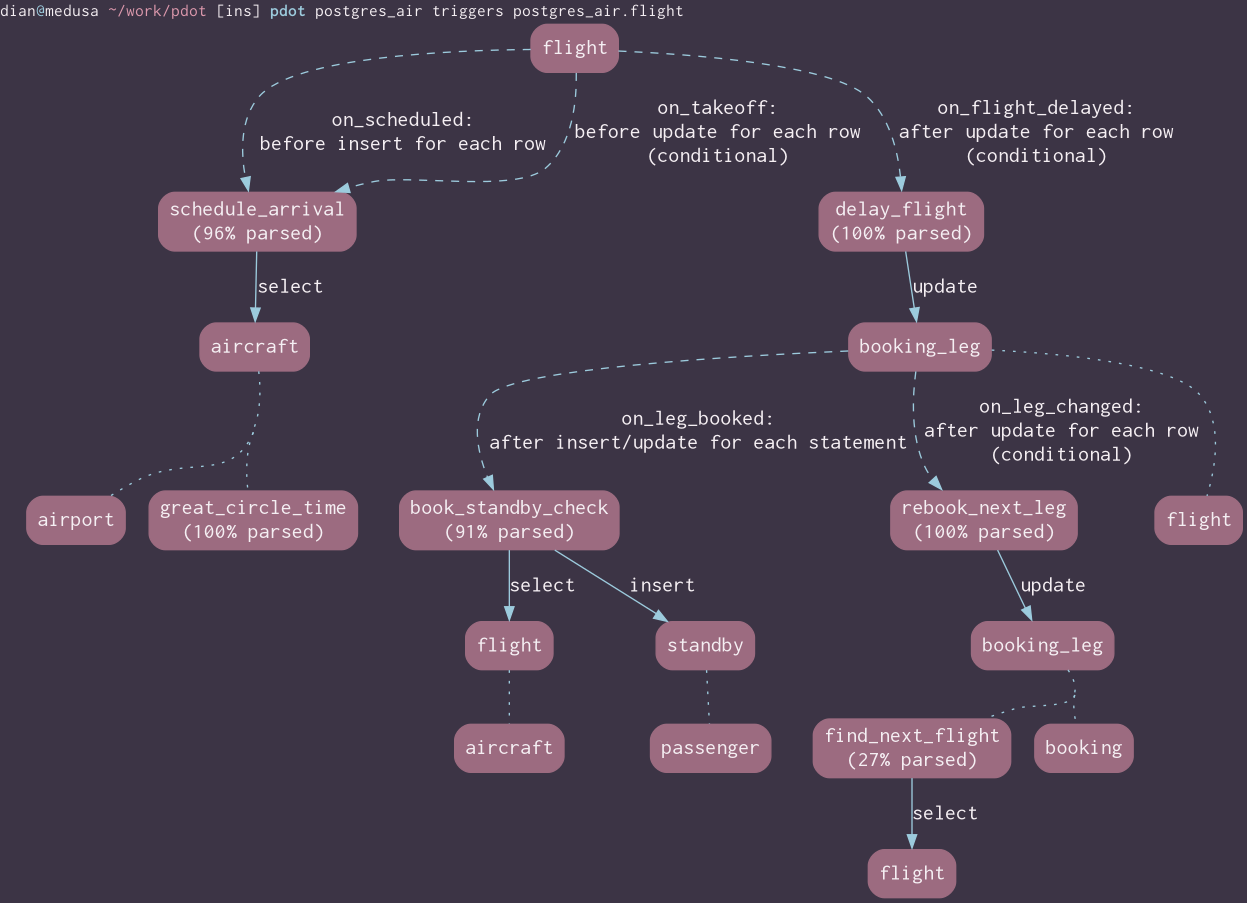 dian@medusa ~/work/pdot [ins] pdot postgres_air triggers postgres_air.flight
flight
on_scheduled:
before insert for each row
on_takeoff:
before update for each row
(conditional)
on_flight_delayed:
after update for each row
(conditional)
schedule_arrival
(96% parsed)
delay_flight
(100% parsed)
select
update
aircraft
booking_leg
on_leg_booked:
after insert/update for each statement
on_leg_changed:
after update for each row
(conditional)
airport
great_circle_time
(100% parsed)
book_standby_check
(91% parsed)
rebook_next_leg
(100% parsed)
flight
select
insert
update
flight
standby
booking_leg
aircraft
passenger
find_next_flight
(27% parsed)
booking
select
flight